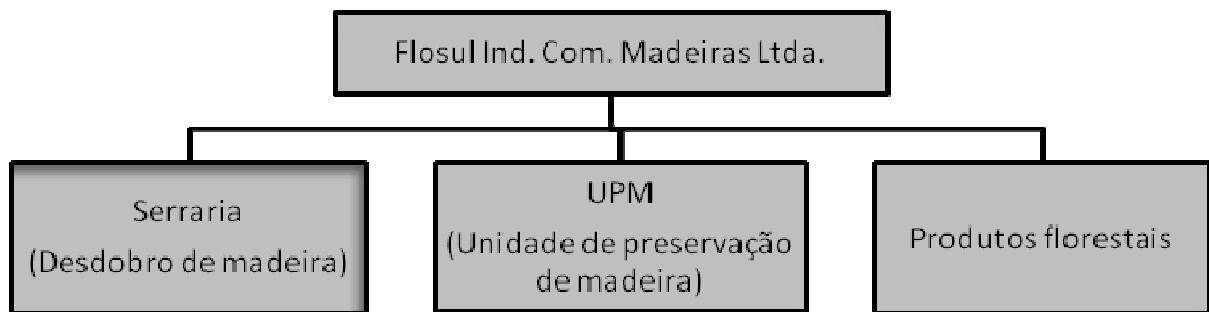 Flosul Ind. Com. Madeiras Ltda.
Serraria
(Desdobro de madeira)
UPM
(Unidade de preservação
de madeira)
Produtos florestais